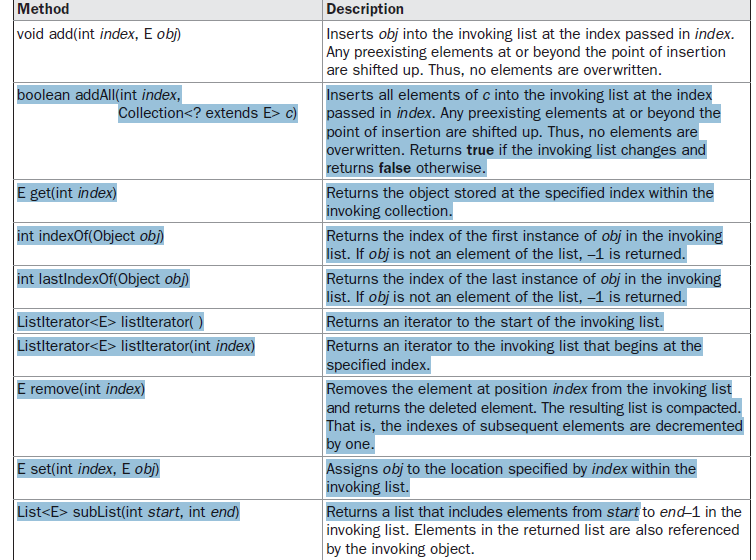 Method Description
void add(int index, E obj) Inserts obj into the invoking list at the index passed in index.
Any preexisting elements at or beyond the point of insertion
are shifted up. Thus, no elements are overwritten.
boolean addAll(int index, Inserts all elements of c into the invoking list at the index
Collection<? extends E> c) passed in index. Any preexisting elements at or beyond the
point of insertion are shifted up. Thus, no elements are
overwritten. Returns true if the invoking list changes and
returns false otherwise.
E get(int index) Returns the object stored at the specified index within the
invoking collection.
int indexOf(Object obj) Returns the index of the first instance of obj in the invoking
list. If obj is not an element of the list, –1 is returned.
int lastIndexOf(Object obj) Returns the index of the last instance of obj in the invoking
list. If obj is not an element of the list, –1 is returned.
ListIterator<E> listIterator( ) Returns an iterator to the start of the invoking list.
ListIterator<E> listIterator(int index) Returns an iterator to the invoking list that begins at the
specified index.
E remove(int index) Removes the element at position index from the invoking list
and returns the deleted element. The resulting list is compacted.
That is, the indexes of subsequent elements are decremented
by one.
E set(int index, E obj) Assigns obj to the location specified by index within the
invoking list.
List<E> subList(int start, int end) Returns a list that includes elements from start to end–1 in the
invoking list. Elements in the returned list are also referenced
by the invoking object.